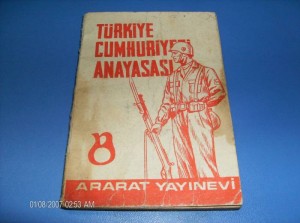 TÜRKİYE
CUMHURİYETİ
ANAYASASI
8
ARARAT YAYINEVİ
01/08/2007 02:53 AM